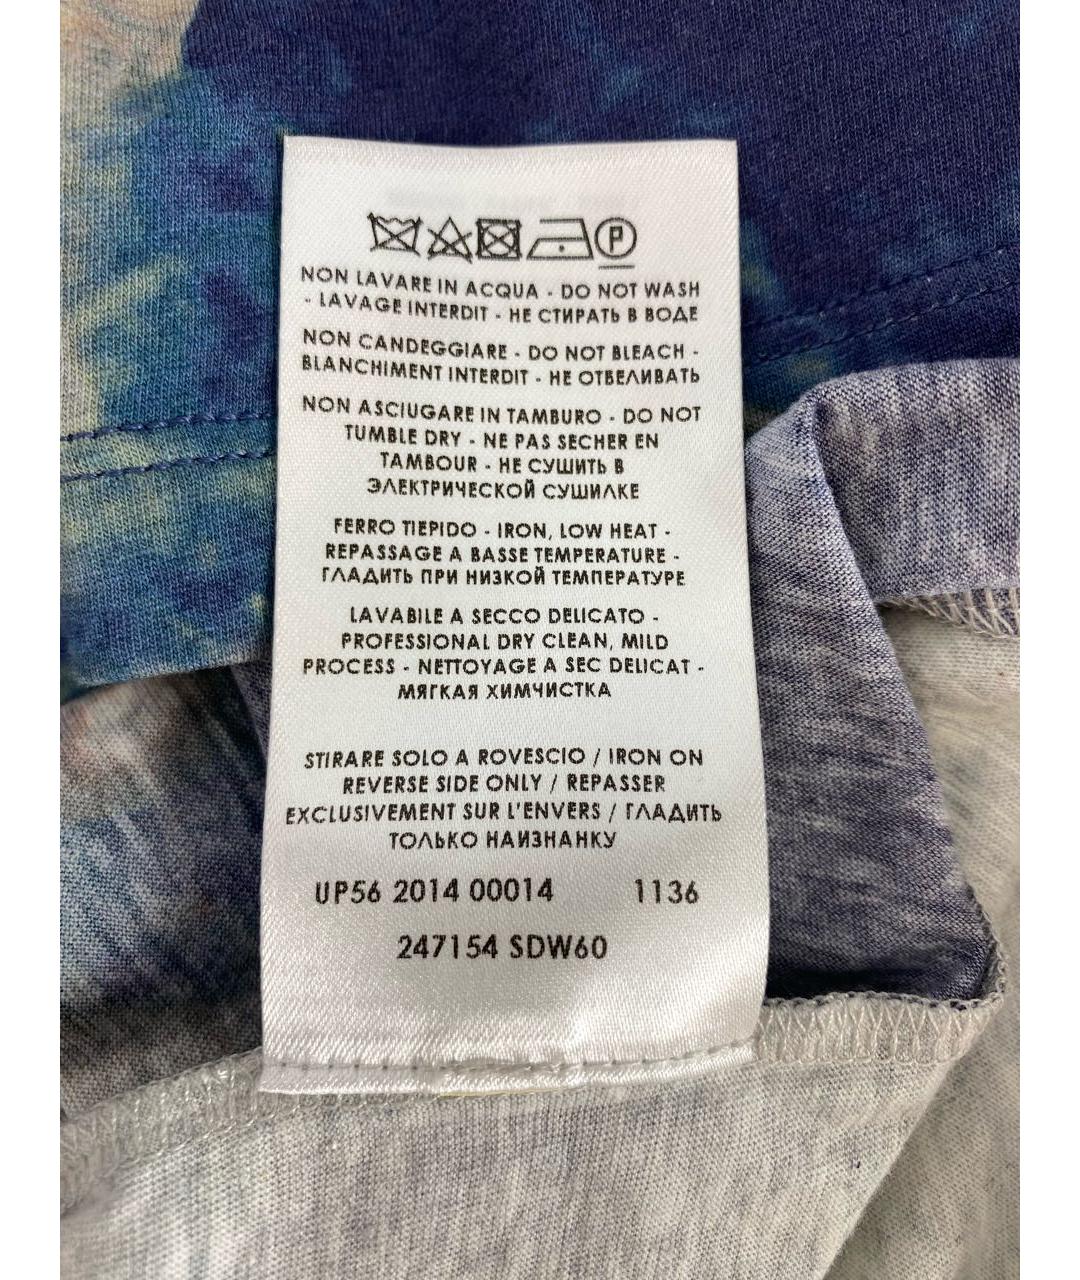 P
NON LAVARE IN ACQUA - DO NOT WASH
- LAVAGE INTERDIT - НЕ СТИРАТЬ В ВОДЕ
NON CANDEGGIARE - DO NOT BLEACH -
BLANCHIMENT INTERDIT - НЕ ОТБЕЛИВАТЬ
NON ASCIUGARE IN TAMBURO - DO NOT
TUMBLE DRY - NE PAS SECHER EN
TAMBOUR - НЕ СУШИТЬ В
ЭЛЕКТРИЧЕСКОЙ СУШИЛКЕ
FERRO TIEPIDO - IRON, LOW HEAT -
REPASSAGE A BASSE TEMPERATURE -
ГЛАДИТЬ ПРИ НИЗКОЙ ТЕМПЕРАТУРЕ
LAVABILE A SECCO DELICATO -
PROFESSIONAL DRY CLEAN, MILD
PROCESS - NETTOYAGE A SEC DELICAT -
МЯГКАЯ ХИМЧИСТКА
STIRARE SOLO A ROVESCIO / IRON ON
REVERSE SIDE ONLY / REPASSER
EXCLUSIVEMENT SUR L'ENVERS / ГЛАДИТЬ
ТОЛЬКО НАИЗНАНКУ
UP56 2014 00014 1136
247154 SDW60